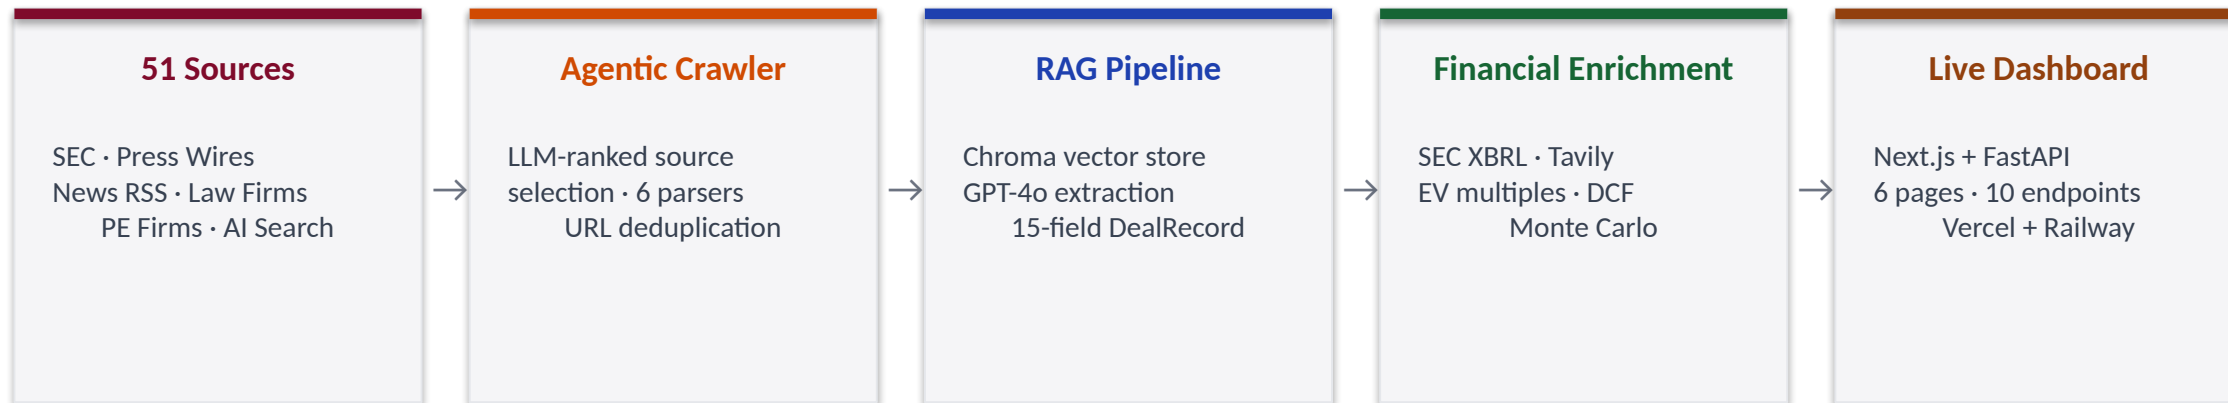 51 Sources
SEC · Press Wires
News RSS · Law Firms
PE Firms · AI Search
→
Agentic Crawler
LLM-ranked source
selection · 6 parsers
URL deduplication
→
RAG Pipeline
Chroma vector store
GPT-4o extraction
15-field DealRecord
→
Financial Enrichment
SEC XBRL · Tavily
EV multiples · DCF
Monte Carlo
→
Live Dashboard
Next.js + FastAPI
6 pages · 10 endpoints
Vercel + Railway